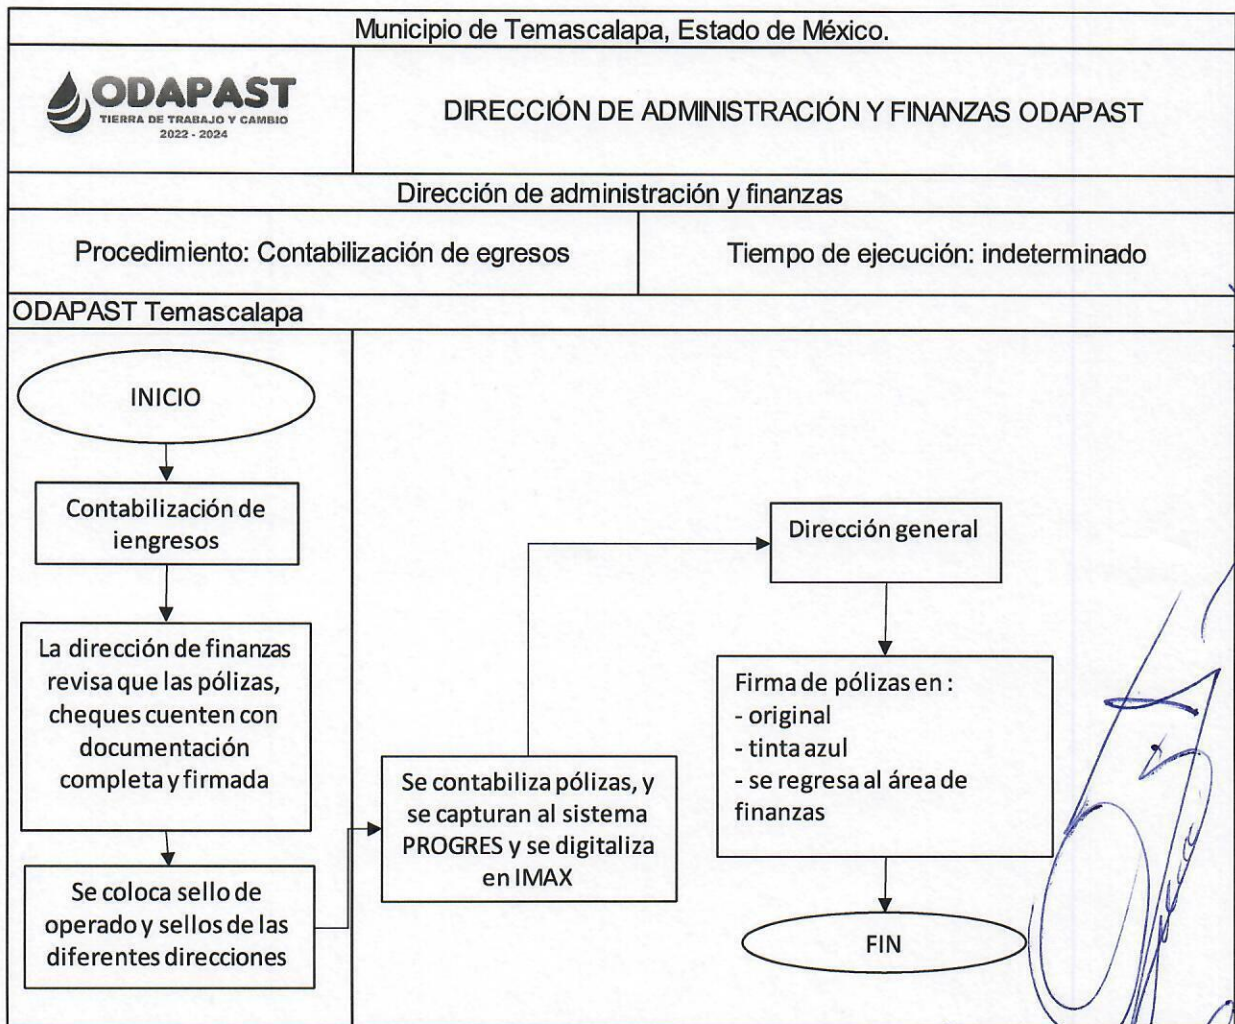 Municipio de Temascalapa, Estado de México.
ODAPAST
TIERRA DE TRABAJO Y CAMBIO
2022 - 2024
DIRECCIÓN DE ADMINISTRACIÓN Y FINANZAS ODAPAST
Dirección de administración y finanzas
Procedimiento: Contabilización de egresos
Tiempo de ejecución: indeterminado
ODAPAST Temascalapa
INICIO
Contabilización de
iengresos
La dirección de finanzas
revisa que las pólizas,
cheques cuenten con
documentación
completa y firmada
Se coloca sello de
operado y sellos de las
diferentes direcciones
Se contabiliza pólizas, y
se capturan al sistema
PROGRES y se digitaliza
en IMAX
Dirección general
Firma de pólizas en :
- original
- tinta azul
- se regresa al área de
finanzas
FIN